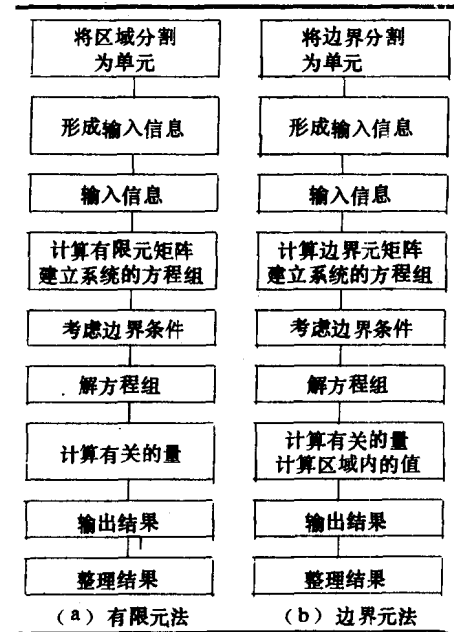 将区域分割
为单元
形成输入信息
输入信息
计算有限元矩阵
建立系统的方程组
考虑边界条件
解方程组
计算有关的量
输出结果
整理结果
(a) 有限元法
将边界分割
为单元
形成输入信息
输入信息
计算边界元矩阵
建立系统的方程组
考虑边界条件
解方程组
计算有关的量
计算区域内的值
输出结果
整理结果
(b) 边界元法